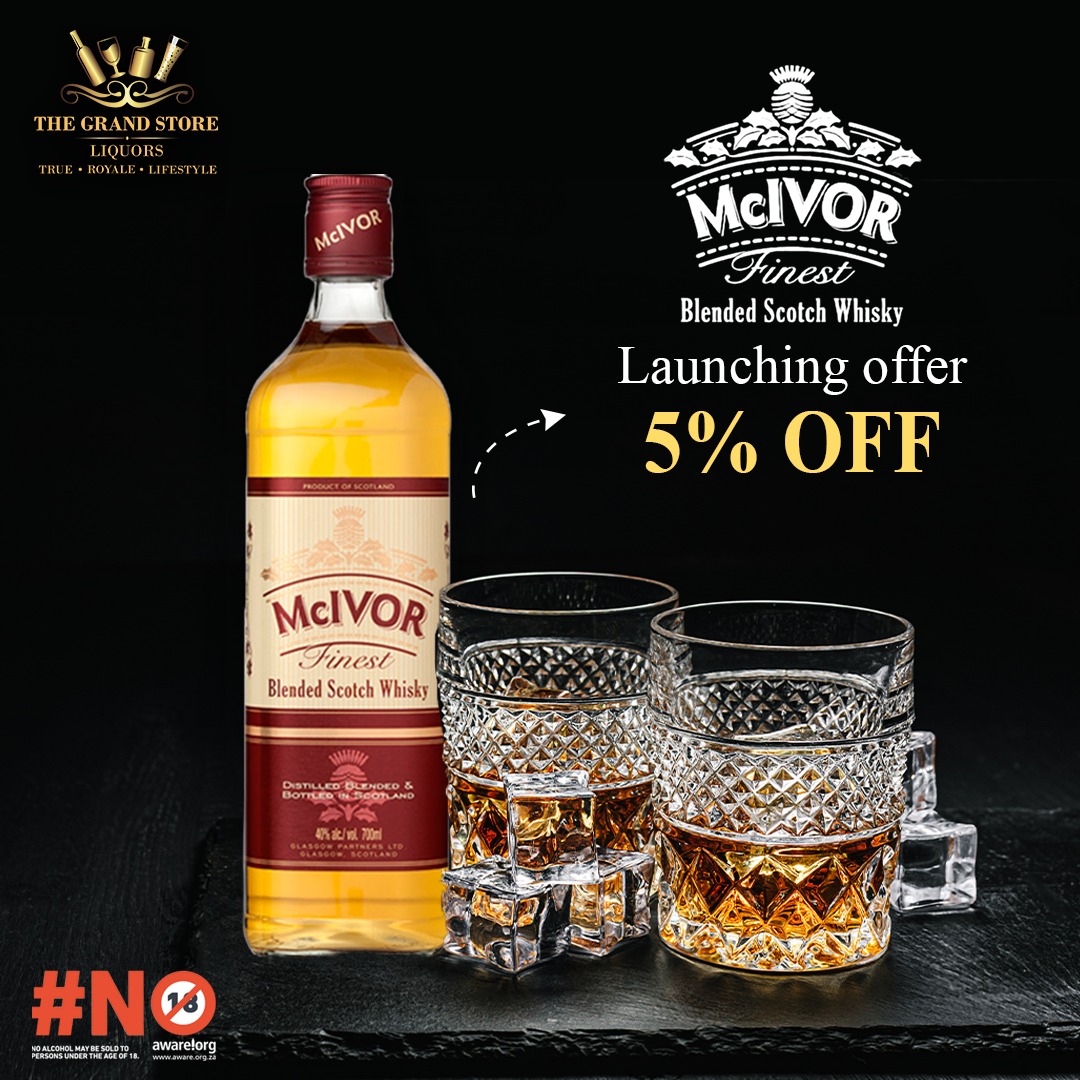 THE GRAND STORE
LIQUORS
TRUE • ROYALE • LIFESTYLE
McIVOR
Finest
Blended Scotch Whisky
Launching offer
5% OFF
McIVOR
PRODUCT OF SCOTLAND
McIVOR
Finest
Blended Scotch Whisky
DISTILLED BLENDED &
BOTTLED IN SCOTLAND
40% alc./vol. 700ml
GLASGOW PARTNERS LTD
GLASGOW, SCOTLAND
#NO
18
NO ALCOHOL MAY BE SOLD TO
PERSONS UNDER THE AGE OF 18.
aware!org
www.aware.org.za